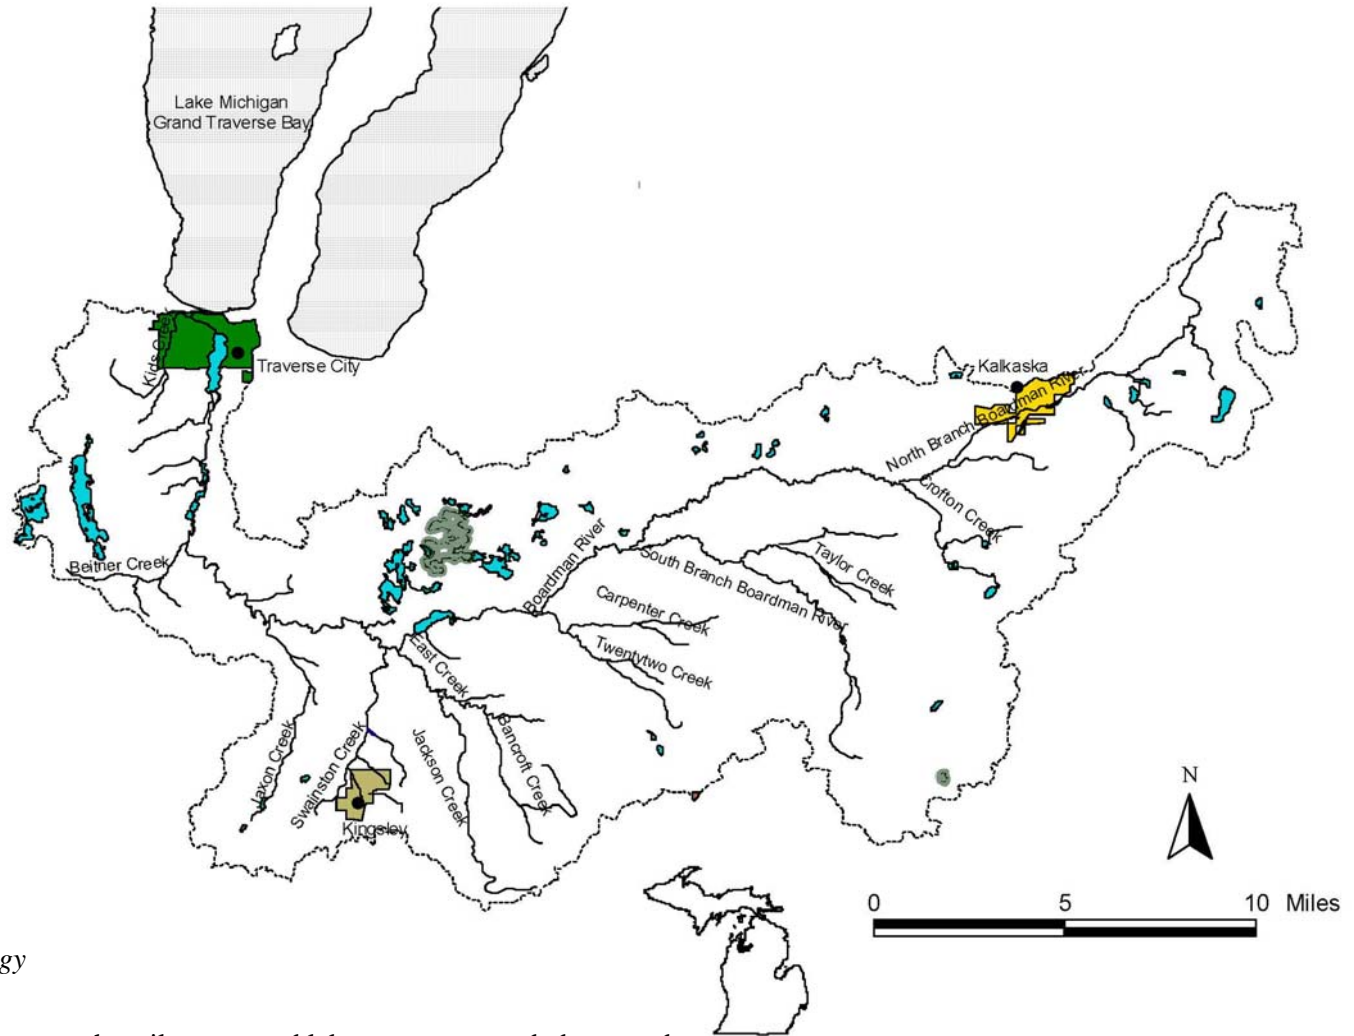 Lake Michigan
Grand Traverse Bay
Traverse City
Kalkaska
North Branch Boardman River
Crofton Creek
Beitner Creek
Boardman River
South Branch Boardman River
Taylor Creek
Carpenter Creek
Twentytwo Creek
East Creek
Jaxon Creek
Swainston Creek
Jackson Creek
Bancroft Creek
Kingsley
N
0 5 10 Miles
gy